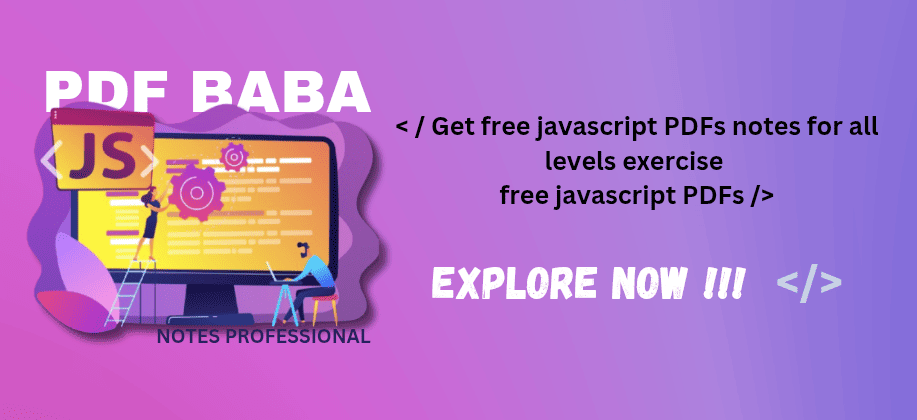 PDF BABA
JS
NOTES PROFESSIONAL
< / Get free javascript PDFs notes for all
levels exercise
free javascript PDFs />
EXPLORE NOW !!! </>